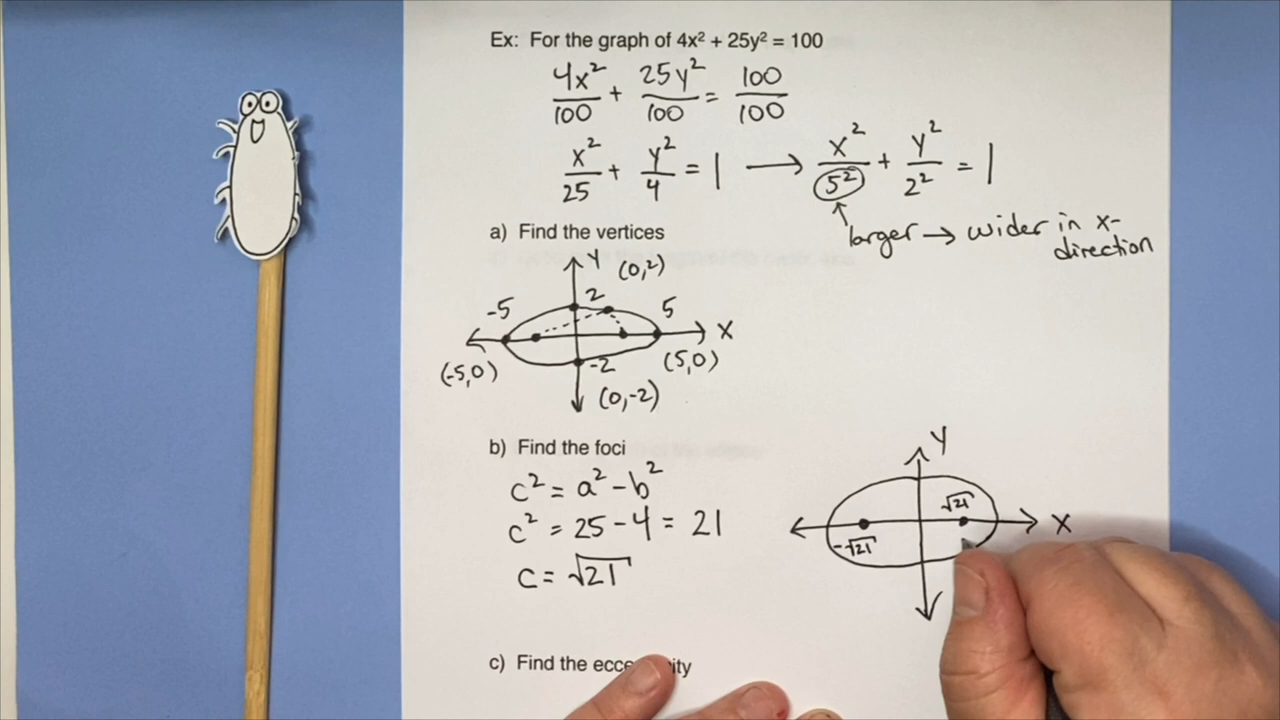 Ex: For the graph of 4x² + 25y² = 100
4x²/100 + 25y²/100 = 100/100
x²/25 + y²/4 = 1 → x²/5² + y²/2² = 1
larger → wider in x-
direction
a) Find the vertices
Y (0,2)
-5 2 5
X
(-5,0) -2 (5,0)
(0,-2)
b) Find the foci
c² = a² - b²
c² = 25 - 4 = 21
c = √21
Y
√21
X
-√21
c) Find the